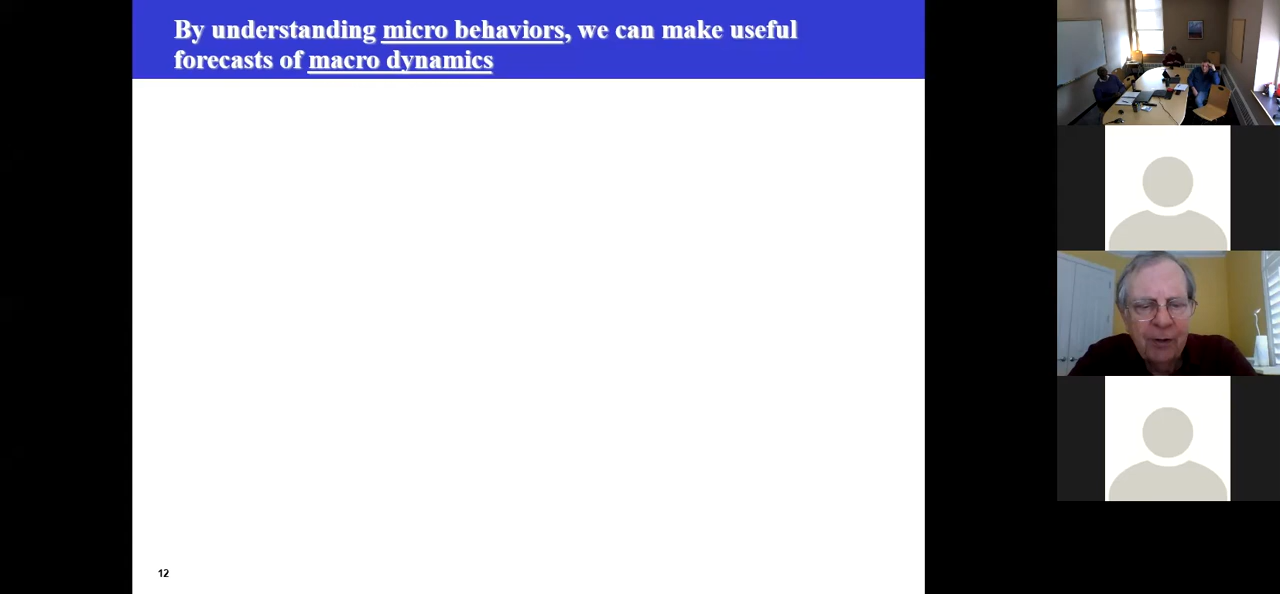 By understanding micro behaviors, we can make useful
forecasts of macro dynamics
12